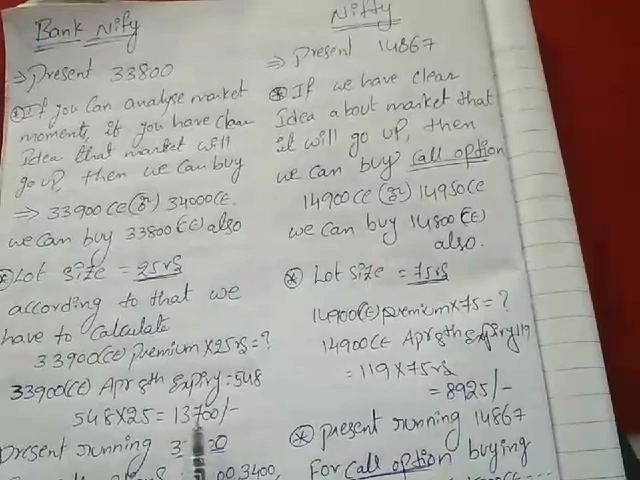 Bank Nifty
⇒ Present 33800
* If you Can analyse market
moment, if you have clear
Idea that market will
go up then we can buy
⇒ 33900 CE (or) 34000 CE.
we can buy 33800 (CE) also
* Lot size = 25 rs
according to that we
have to calculate
33900 (CE) Premium X 25 rs = ?
33900 (CE) Apr 8th Expiry = 548
548 X 25 = 13700/-
Present running
00,3400,
Nifty
⇒ Present 14867
* If we have clear
Idea about market that
it will go up, then
we can buy call option
14900 CE (or) 14950 CE
we can buy 14800 (CE)
also.
* Lot size = 75 rs
14900 (CE) premium X 75 = ?
14900 CE Apr 8th Expiry 119
= 119 X 75 rs
= 8925/-
* present running 14867
For call option buying